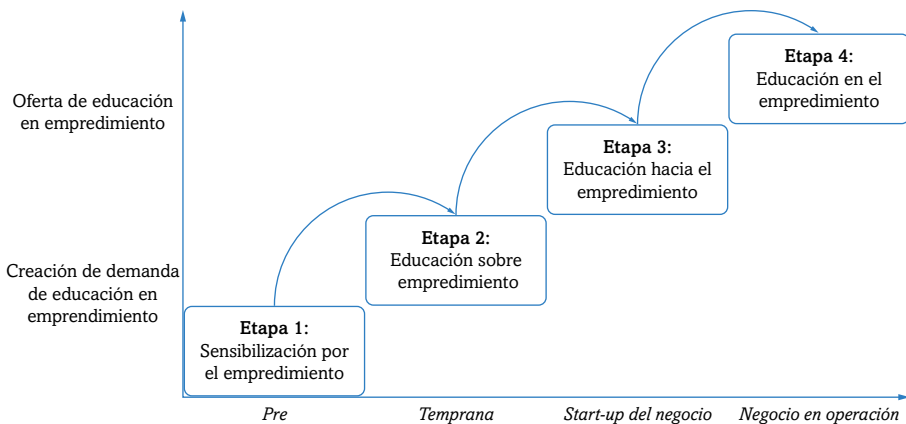 Oferta de educación
en empredimiento
Creación de demanda
de educación en
emprendimiento
Etapa 1:
Sensibilización por
el empredimiento
Etapa 2:
Educación sobre
empredimiento
Etapa 3:
Educación hacia el
empredimiento
Etapa 4:
Educación en el
empredimiento
Pre
Temprana
Start-up del negocio
Negocio en operación